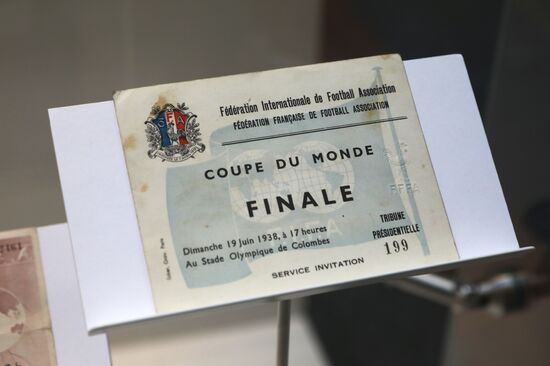 Fédération Internationale de Football Association
FÉDÉRATION FRANÇAISE DE FOOTBALL ASSOCIATION
COUPE DU MONDE
FINALE
Dimanche 19 Juin 1938, à 17 heures
Au Stade Olympique de Colombes
TRIBUNE
PRÉSIDENTIELLE
199
SERVICE INVITATION